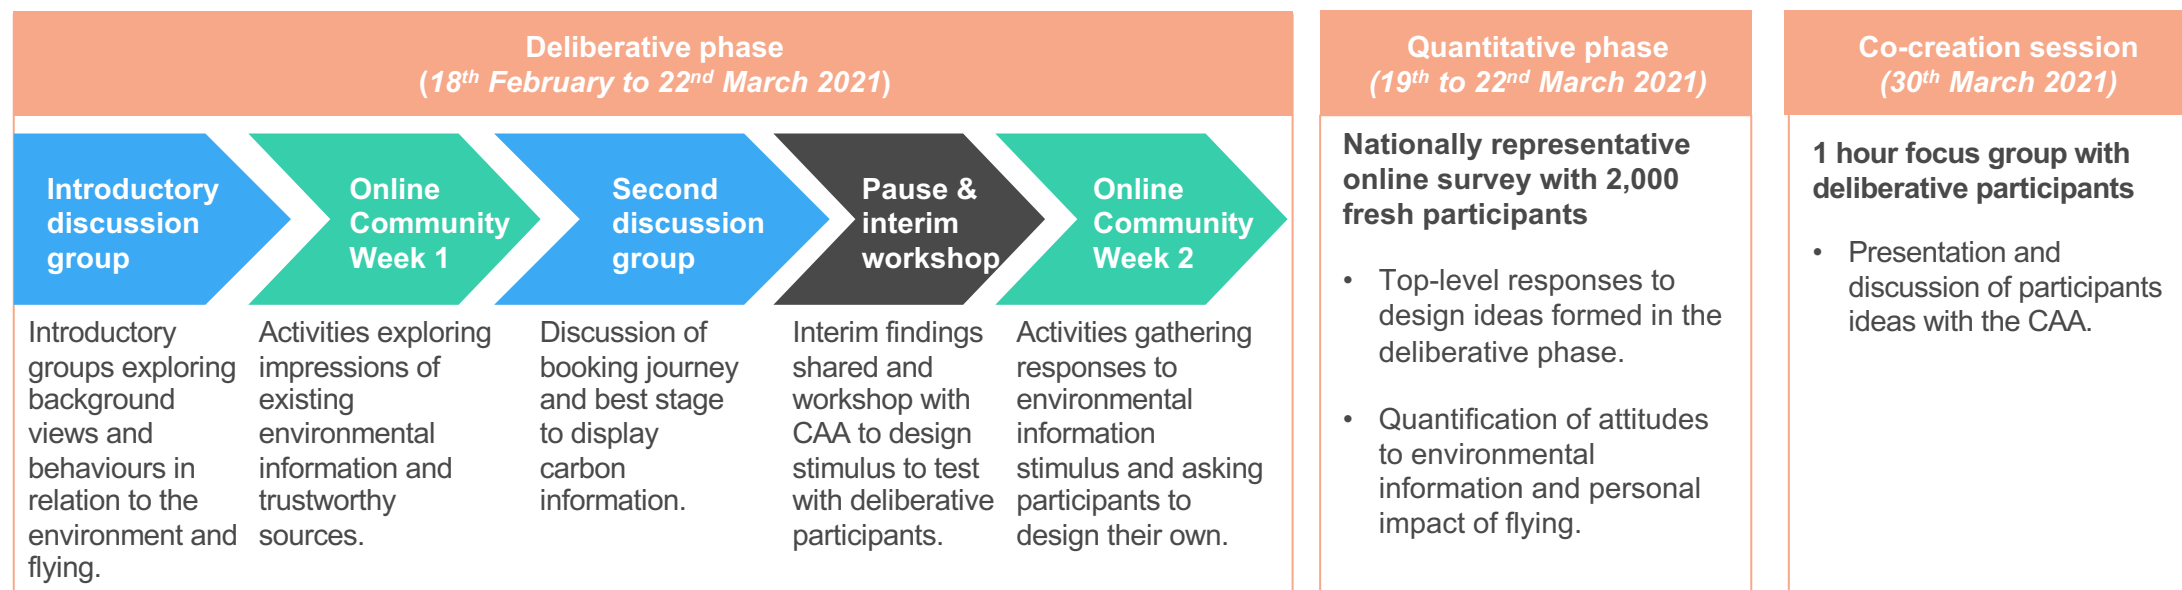 Deliberative phase
(18th February to 22nd March 2021)
Introductory
discussion
group
Online
Community
Week 1
Second
discussion
group
Pause &
interim
workshop
Online
Community
Week 2
Introductory
groups exploring
background
views and
behaviours in
relation to the
environment and
flying.
Activities exploring
impressions of
existing
environmental
information and
trustworthy
sources.
Discussion of
booking journey
and best stage
to display
carbon
information.
Interim findings
shared and
workshop with
CAA to design
stimulus to test
with deliberative
participants.
Activities gathering
responses to
environmental
information
stimulus and asking
participants to
design their own.
Quantitative phase
(19th to 22nd March 2021)
Nationally representative
online survey with 2,000
fresh participants
• Top-level responses to
design ideas formed in the
deliberative phase.
• Quantification of attitudes
to environmental
information and personal
impact of flying.
Co-creation session
(30th March 2021)
1 hour focus group with
deliberative participants
• Presentation and
discussion of participants
ideas with the CAA.